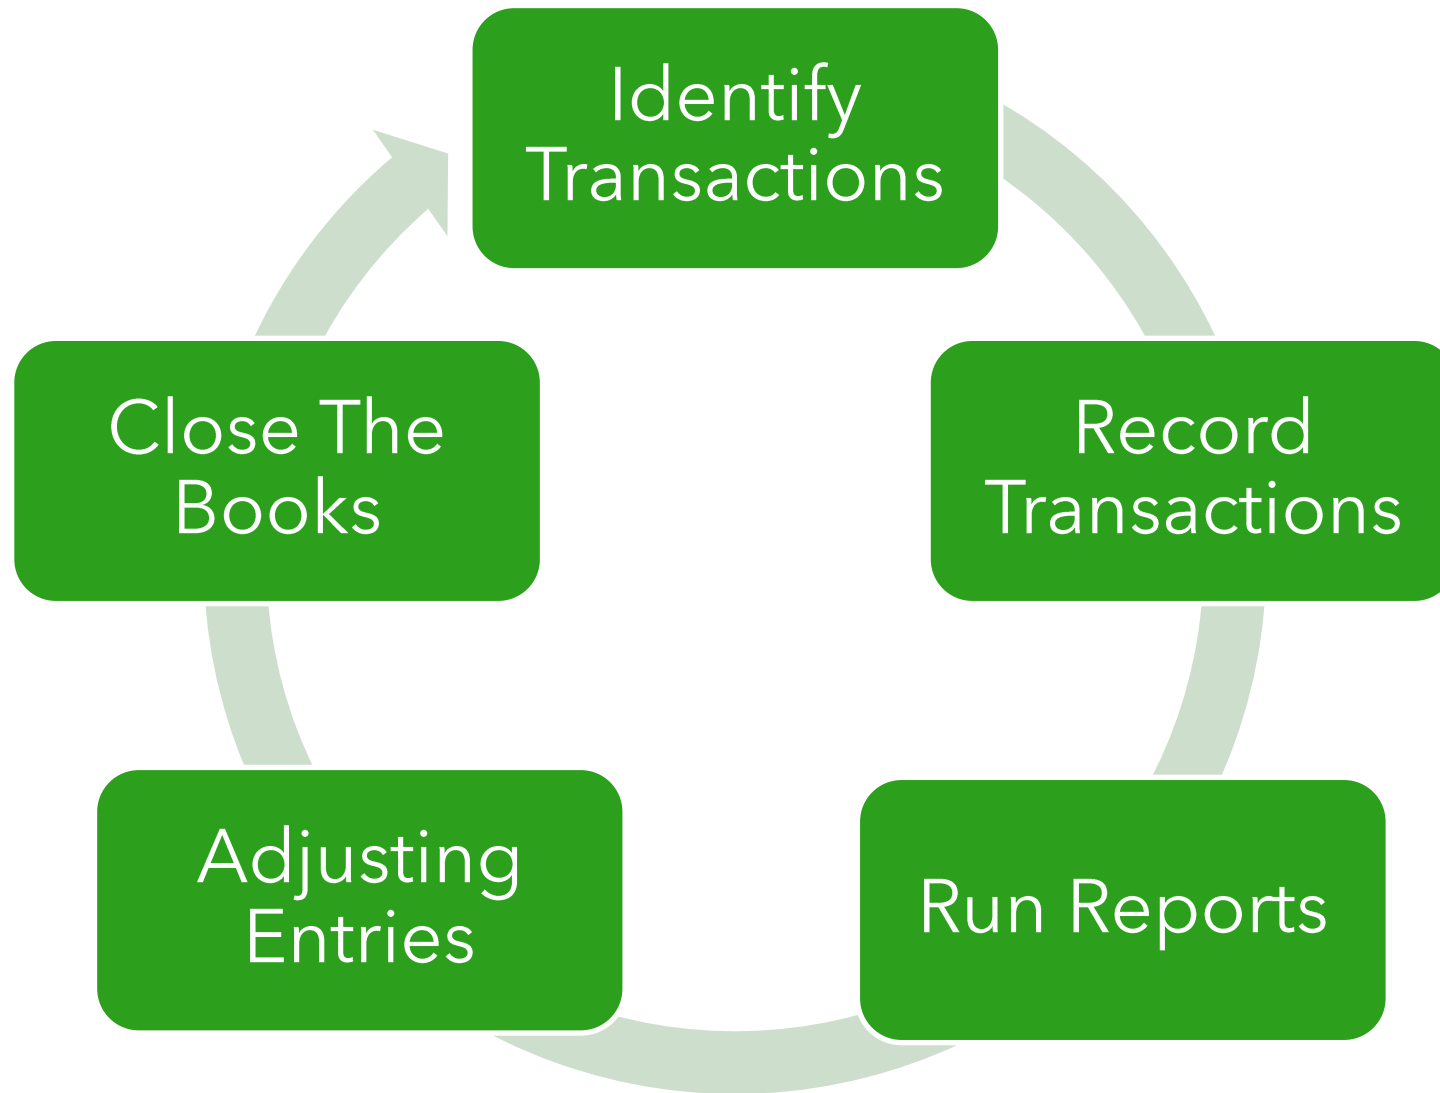 Identify
Transactions
Record
Transactions
Run Reports
Adjusting
Entries
Close The
Books